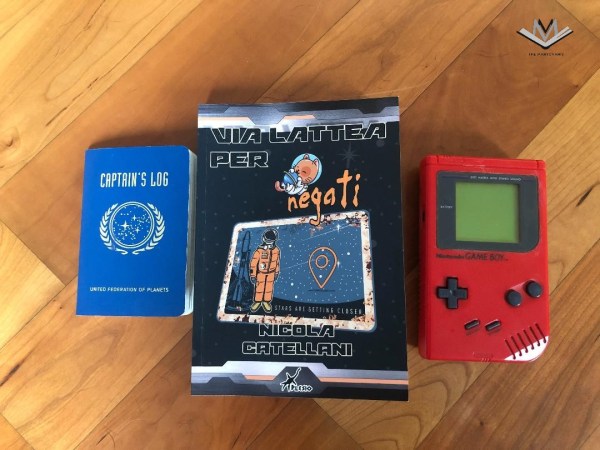 CAPTAIN'S LOG
UNITED FEDERATION OF PLANETS
VIA LATTEA
PER
negati
STARS ARE GETTING CLOSER
NICOLA
CATELLANI
Nintendo GAME BOY
BATTERY